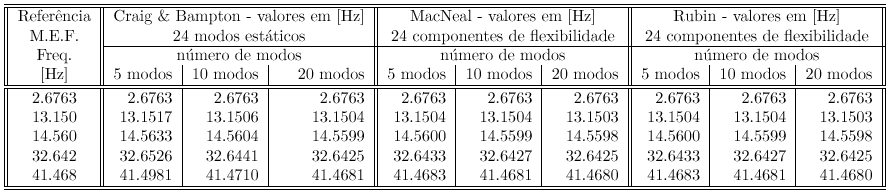 Referência Craig & Bampton - valores em [Hz] MacNeal - valores em [Hz] Rubin - valores em [Hz]
M.E.F. 24 modos estáticos 24 componentes de flexibilidade 24 componentes de flexibilidade
Freq. número de modos número de modos número de modos
[Hz] 5 modos 10 modos 20 modos 5 modos 10 modos 20 modos 5 modos 10 modos 20 modos
2.6763 2.6763 2.6763 2.6763 2.6763 2.6763 2.6763 2.6763 2.6763 2.6763
13.150 13.1517 13.1506 13.1504 13.1504 13.1504 13.1503 13.1504 13.1504 13.1503
14.560 14.5633 14.5604 14.5599 14.5600 14.5599 14.5598 14.5600 14.5599 14.5598
32.642 32.6526 32.6441 32.6425 32.6433 32.6427 32.6425 32.6433 32.6427 32.6425
41.468 41.4981 41.4710 41.4681 41.4683 41.4681 41.4680 41.4683 41.4681 41.4680